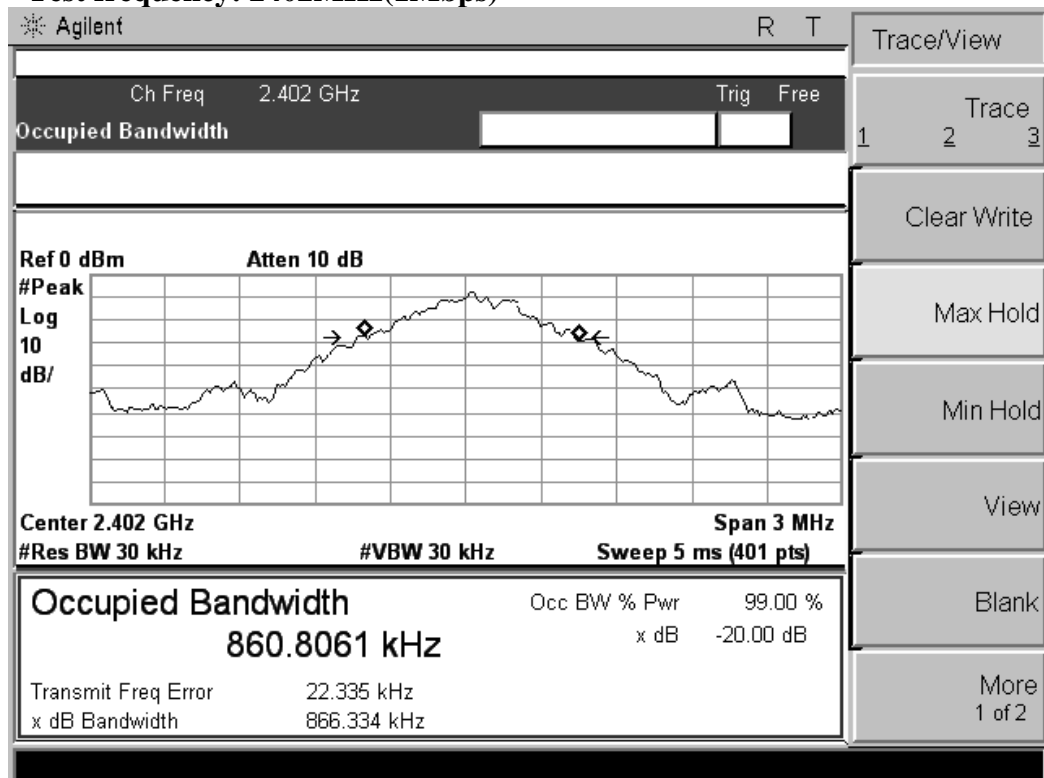 Test frequency: 2402MHz(1Mbps)
Agilent R T
Trace/View
Ch Freq 2.402 GHz Trig Free
Occupied Bandwidth
Trace
1 2 3
Clear Write
Ref 0 dBm Atten 10 dB
#Peak
Log
10
dB/
Max Hold
Min Hold
View
Center 2.402 GHz Span 3 MHz
#Res BW 30 kHz #VBW 30 kHz Sweep 5 ms (401 pts)
Occupied Bandwidth Occ BW % Pwr 99.00 %
860.8061 kHz x dB -20.00 dB
Blank
Transmit Freq Error 22.335 kHz
x dB Bandwidth 866.334 kHz
More
1 of 2